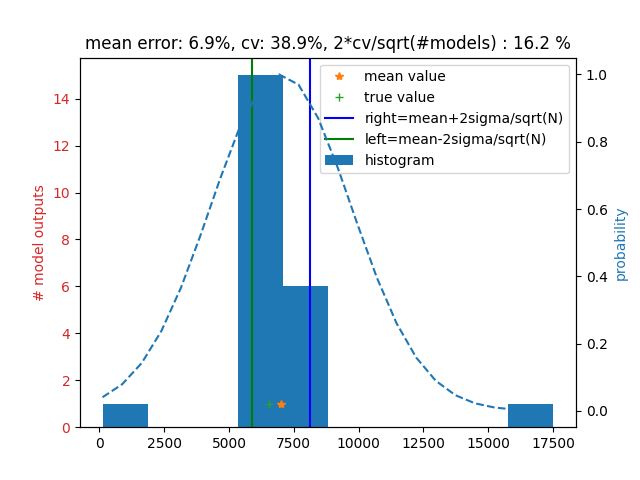 mean error: 6.9%, cv: 38.9%, 2*cv/sqrt(#models) : 16.2 %
mean value
true value
right=mean+2sigma/sqrt(N)
left=mean-2sigma/sqrt(N)
histogram
# model outputs
14
12
10
8
6
4
2
0
1.0
0.8
0.6
0.4
0.2
0.0
probability
0
2500
5000
7500
10000
12500
15000
17500